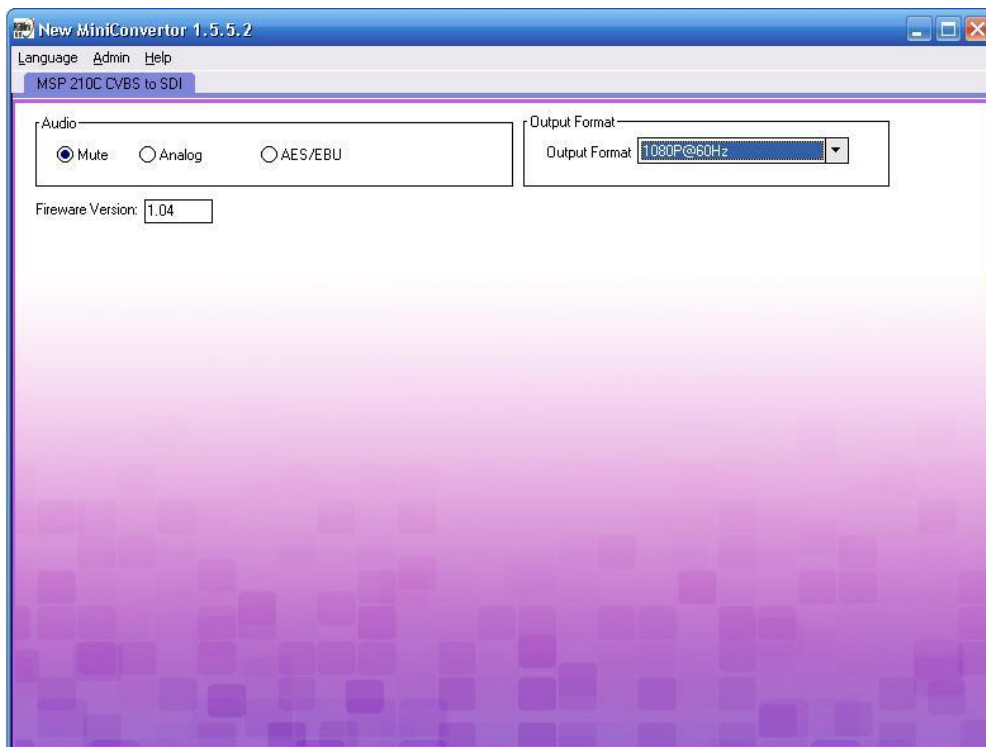 New MiniConvertor 1.5.5.2
Language Admin Help
MSP 210C CVBS to SDI
Audio
Mute Analog AES/EBU
Output Format
Output Format 1080P@60Hz
Fireware Version: 1.04